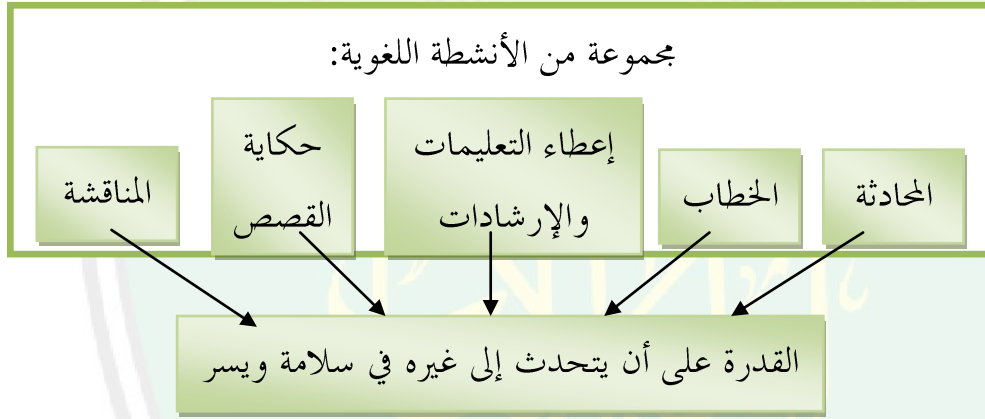 مجموعة من الأنشطة اللغوية:
المحادثة
الخطاب
إعطاء التعليمات
والإرشادات
حكاية
القصص
المناقشة
القدرة على أن يتحدث إلى غيره في سلامة ويسر